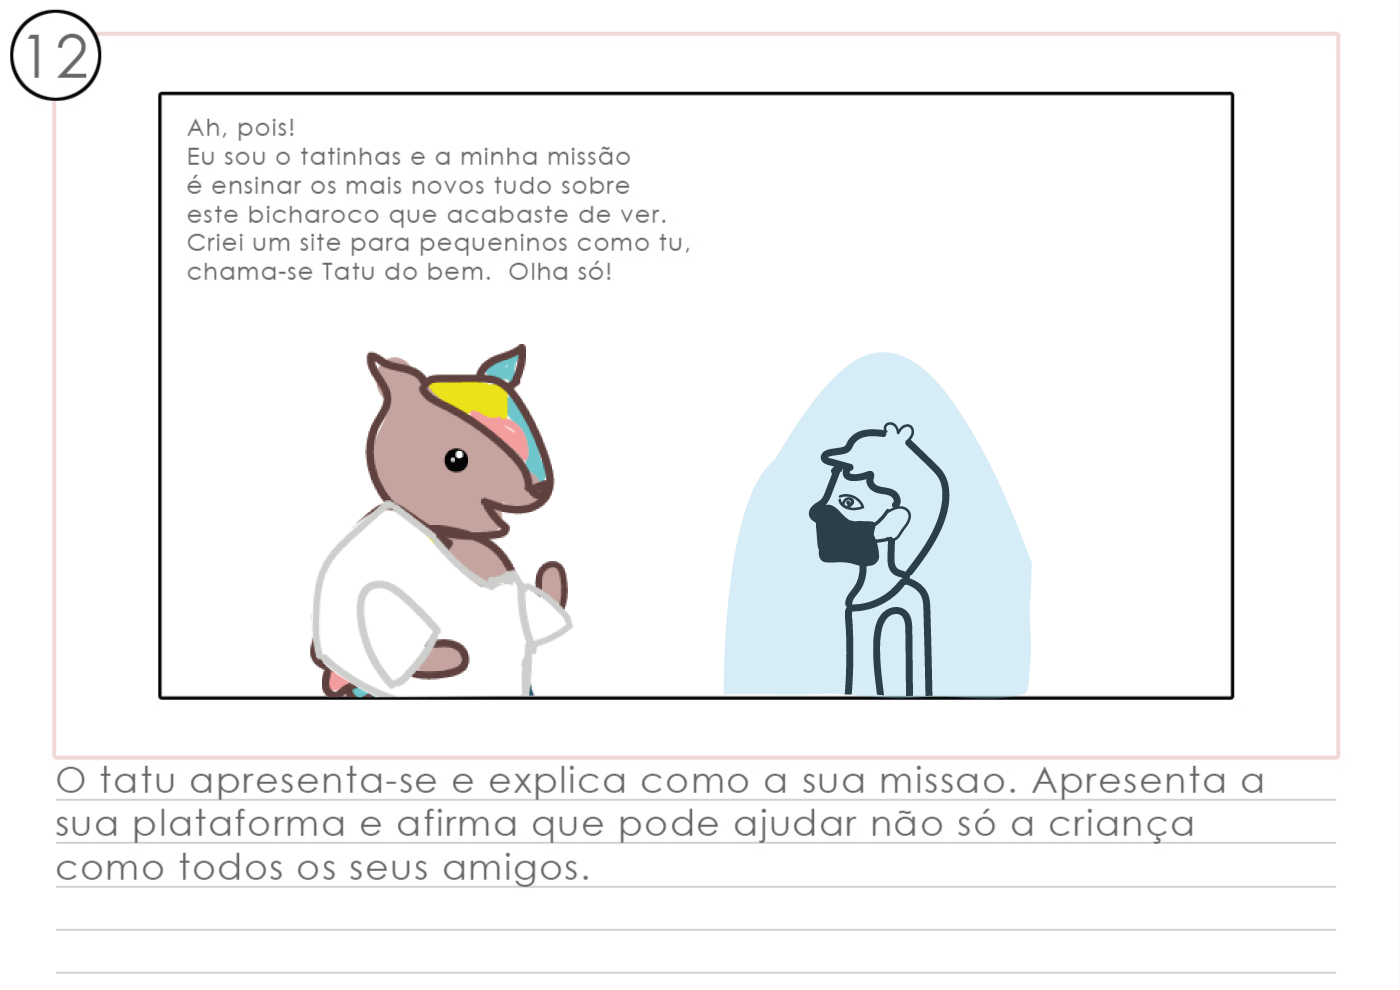 12
Ah, pois!
Eu sou o tatinhas e a minha missão
é ensinar os mais novos tudo sobre
este bicharoco que acabaste de ver.
Criei um site para pequeninos como tu,
chama-se Tatu do bem. Olha só!
O tatu apresenta-se e explica como a sua missao. Apresenta a
sua plataforma e afirma que pode ajudar não só a criança
como todos os seus amigos.